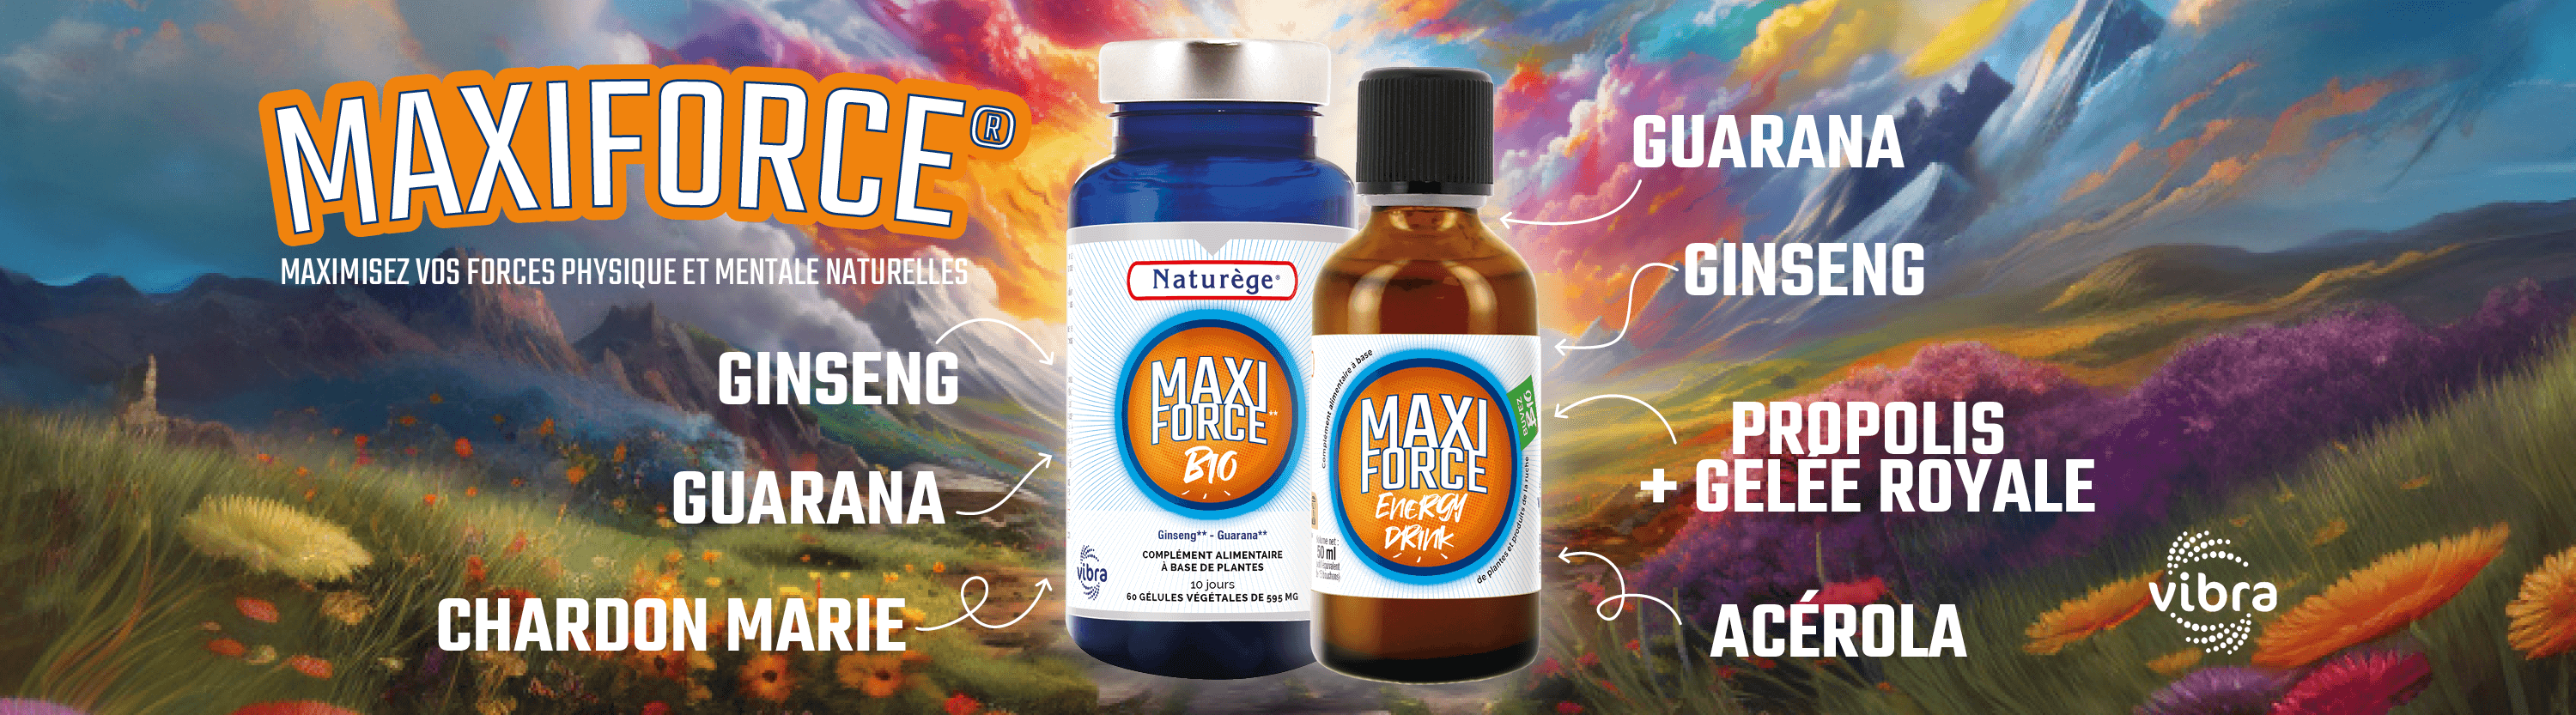 MAXIFORCE®
MAXIMISEZ VOS FORCES PHYSIQUE ET MENTALE NATURELLES
GINSENG
GUARANA
CHARDON MARIE
Naturège®
MAXI
FORCE**
BIO
Ginseng** - Guarana**
COMPLÉMENT ALIMENTAIRE
À BASE DE PLANTES
10 jours
60 GÉLULES VÉGÉTALES DE 595 MG
vibra
Complément alimentaire à base
de plantes et produits de la ruche
MAXI
FORCE
ENERGY
DRINK
50 ml
GUARANA
GINSENG
PROPOLIS
+ GELÉE ROYALE
ACÉROLA
vibra